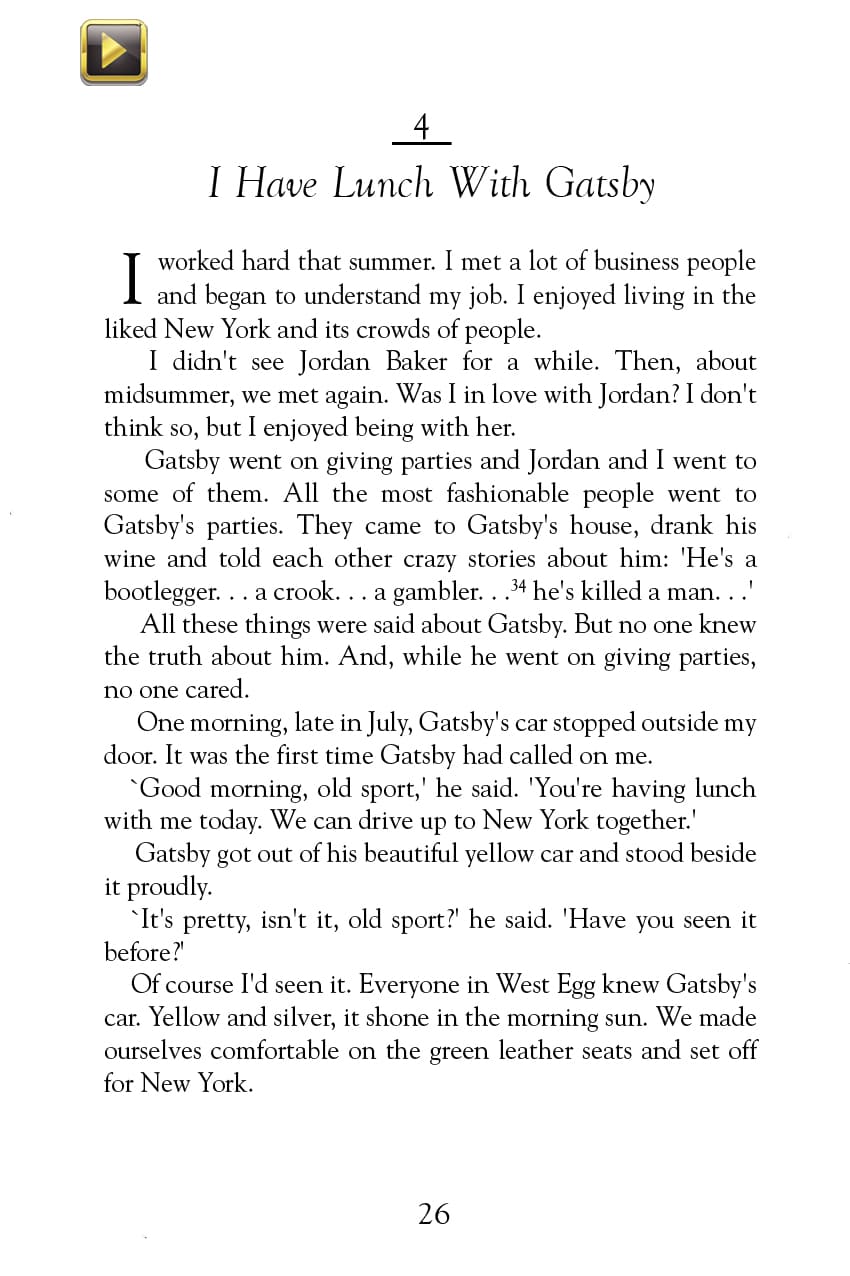 4
I Have Lunch With Gatsby
I worked hard that summer. I met a lot of business people
and began to understand my job. I enjoyed living in the
liked New York and its crowds of people.
I didn't see Jordan Baker for a while. Then, about
midsummer, we met again. Was I in love with Jordan? I don't
think so, but I enjoyed being with her.
Gatsby went on giving parties and Jordan and I went to
some of them. All the most fashionable people went to
Gatsby's parties. They came to Gatsby's house, drank his
wine and told each other crazy stories about him: 'He's a
bootlegger. . . a crook. . . a gambler. . .³⁴ he's killed a man. . .'
All these things were said about Gatsby. But no one knew
the truth about him. And, while he went on giving parties,
no one cared.
One morning, late in July, Gatsby's car stopped outside my
door. It was the first time Gatsby had called on me.
`Good morning, old sport,' he said. 'You're having lunch
with me today. We can drive up to New York together.'
Gatsby got out of his beautiful yellow car and stood beside
it proudly.
`It's pretty, isn't it, old sport?' he said. 'Have you seen it
before?'
Of course I'd seen it. Everyone in West Egg knew Gatsby's
car. Yellow and silver, it shone in the morning sun. We made
ourselves comfortable on the green leather seats and set off
for New York.
26